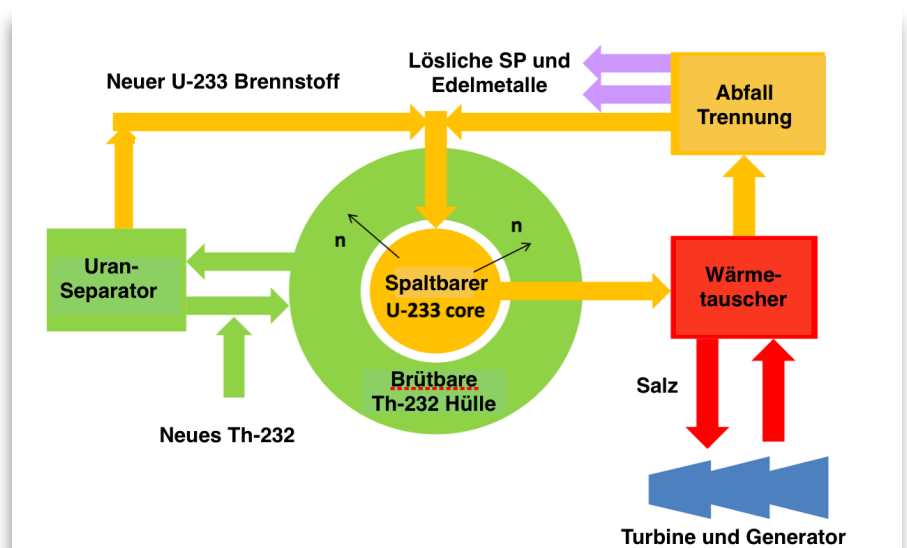 Neuer U-233 Brennstoff
Lösliche SP und
Edelmetalle
Abfall
Trennung
n
n
Uran-
Separator
Spaltbarer
U-233 core
Wärme-
tauscher
Brütbare
Th-232 Hülle
Salz
Neues Th-232
Turbine und Generator